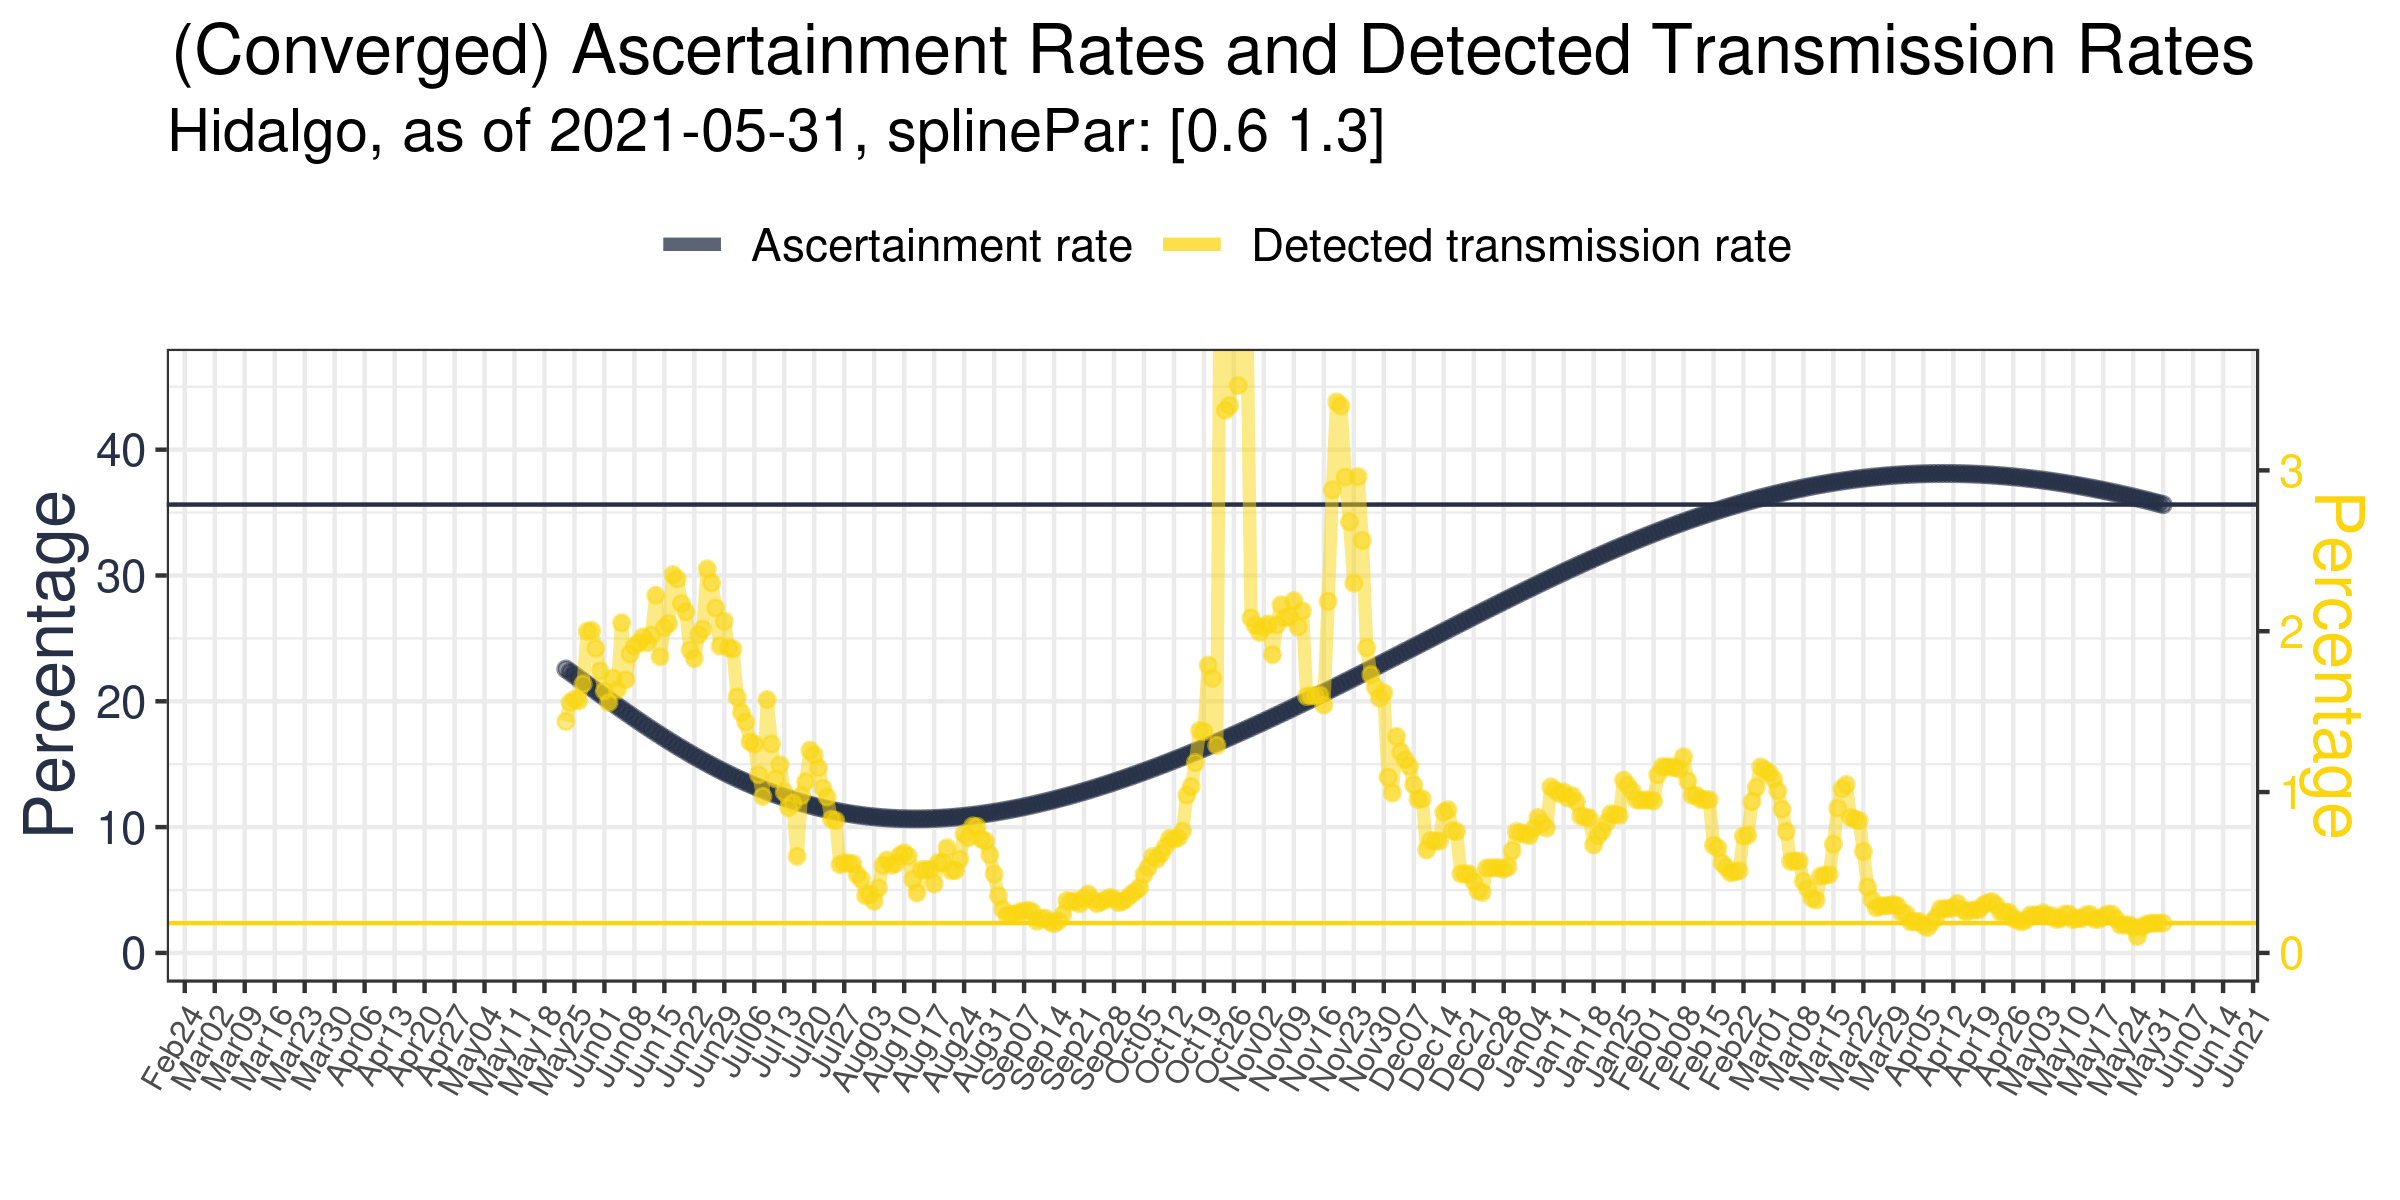 (Converged) Ascertainment Rates and Detected Transmission Rates
Hidalgo, as of 2021-05-31, splinePar: [0.6 1.3]
Ascertainment rate
Detected transmission rate
Percentage
40
30
20
10
0
3
2
1
0
Percentage
Feb24
Mar02
Mar09
Mar16
Mar23
Mar30
Apr06
Apr13
Apr20
Apr27
May04
May11
May18
May25
Jun01
Jun08
Jun15
Jun22
Jun29
Jul06
Jul13
Jul20
Jul27
Aug03
Aug10
Aug17
Aug24
Aug31
Sep07
Sep14
Sep21
Sep28
Oct05
Oct12
Oct19
Oct26
Nov02
Nov09
Nov16
Nov23
Nov30
Dec07
Dec14
Dec21
Dec28
Jan04
Jan11
Jan18
Jan25
Feb01
Feb08
Feb15
Feb22
Mar01
Mar08
Mar15
Mar22
Mar29
Apr05
Apr12
Apr19
Apr26
May03
May10
May17
May24
May31
Jun07
Jun14
Jun21